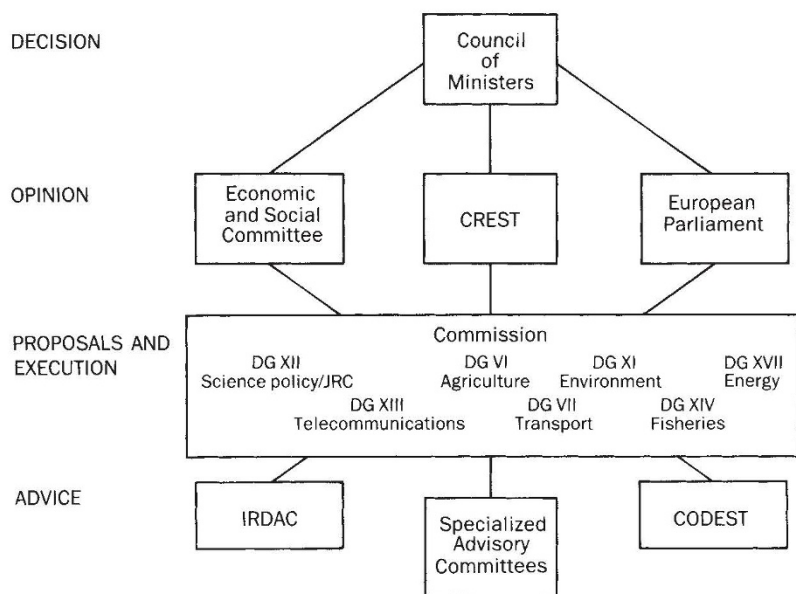 DECISION
Council
of
Ministers
OPINION
Economic
and Social
Committee
CREST
European
Parliament
PROPOSALS AND
EXECUTION
Commission
DG XII
Science policy/JRC
DG VI
Agriculture
DG XI
Environment
DG XVII
Energy
DG XIII
Telecommunications
DG VII
Transport
DG XIV
Fisheries
ADVICE
IRDAC
Specialized
Advisory
Committees
CODEST